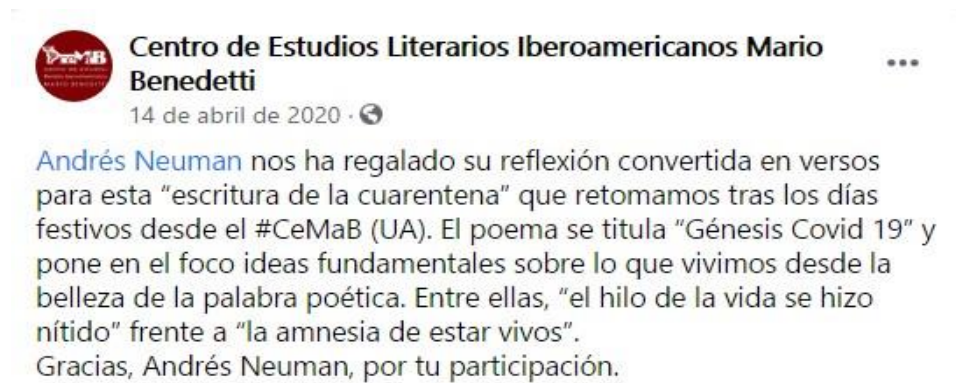 Centro de Estudios Literarios Iberoamericanos Mario
Benedetti
14 de abril de 2020 ·
Andrés Neuman nos ha regalado su reflexión convertida en versos
para esta “escritura de la cuarentena” que retomamos tras los días
festivos desde el #CeMaB (UA). El poema se titula “Génesis Covid 19” y
pone en el foco ideas fundamentales sobre lo que vivimos desde la
belleza de la palabra poética. Entre ellas, “el hilo de la vida se hizo
nítido” frente a “la amnesia de estar vivos”.
Gracias, Andrés Neuman, por tu participación.